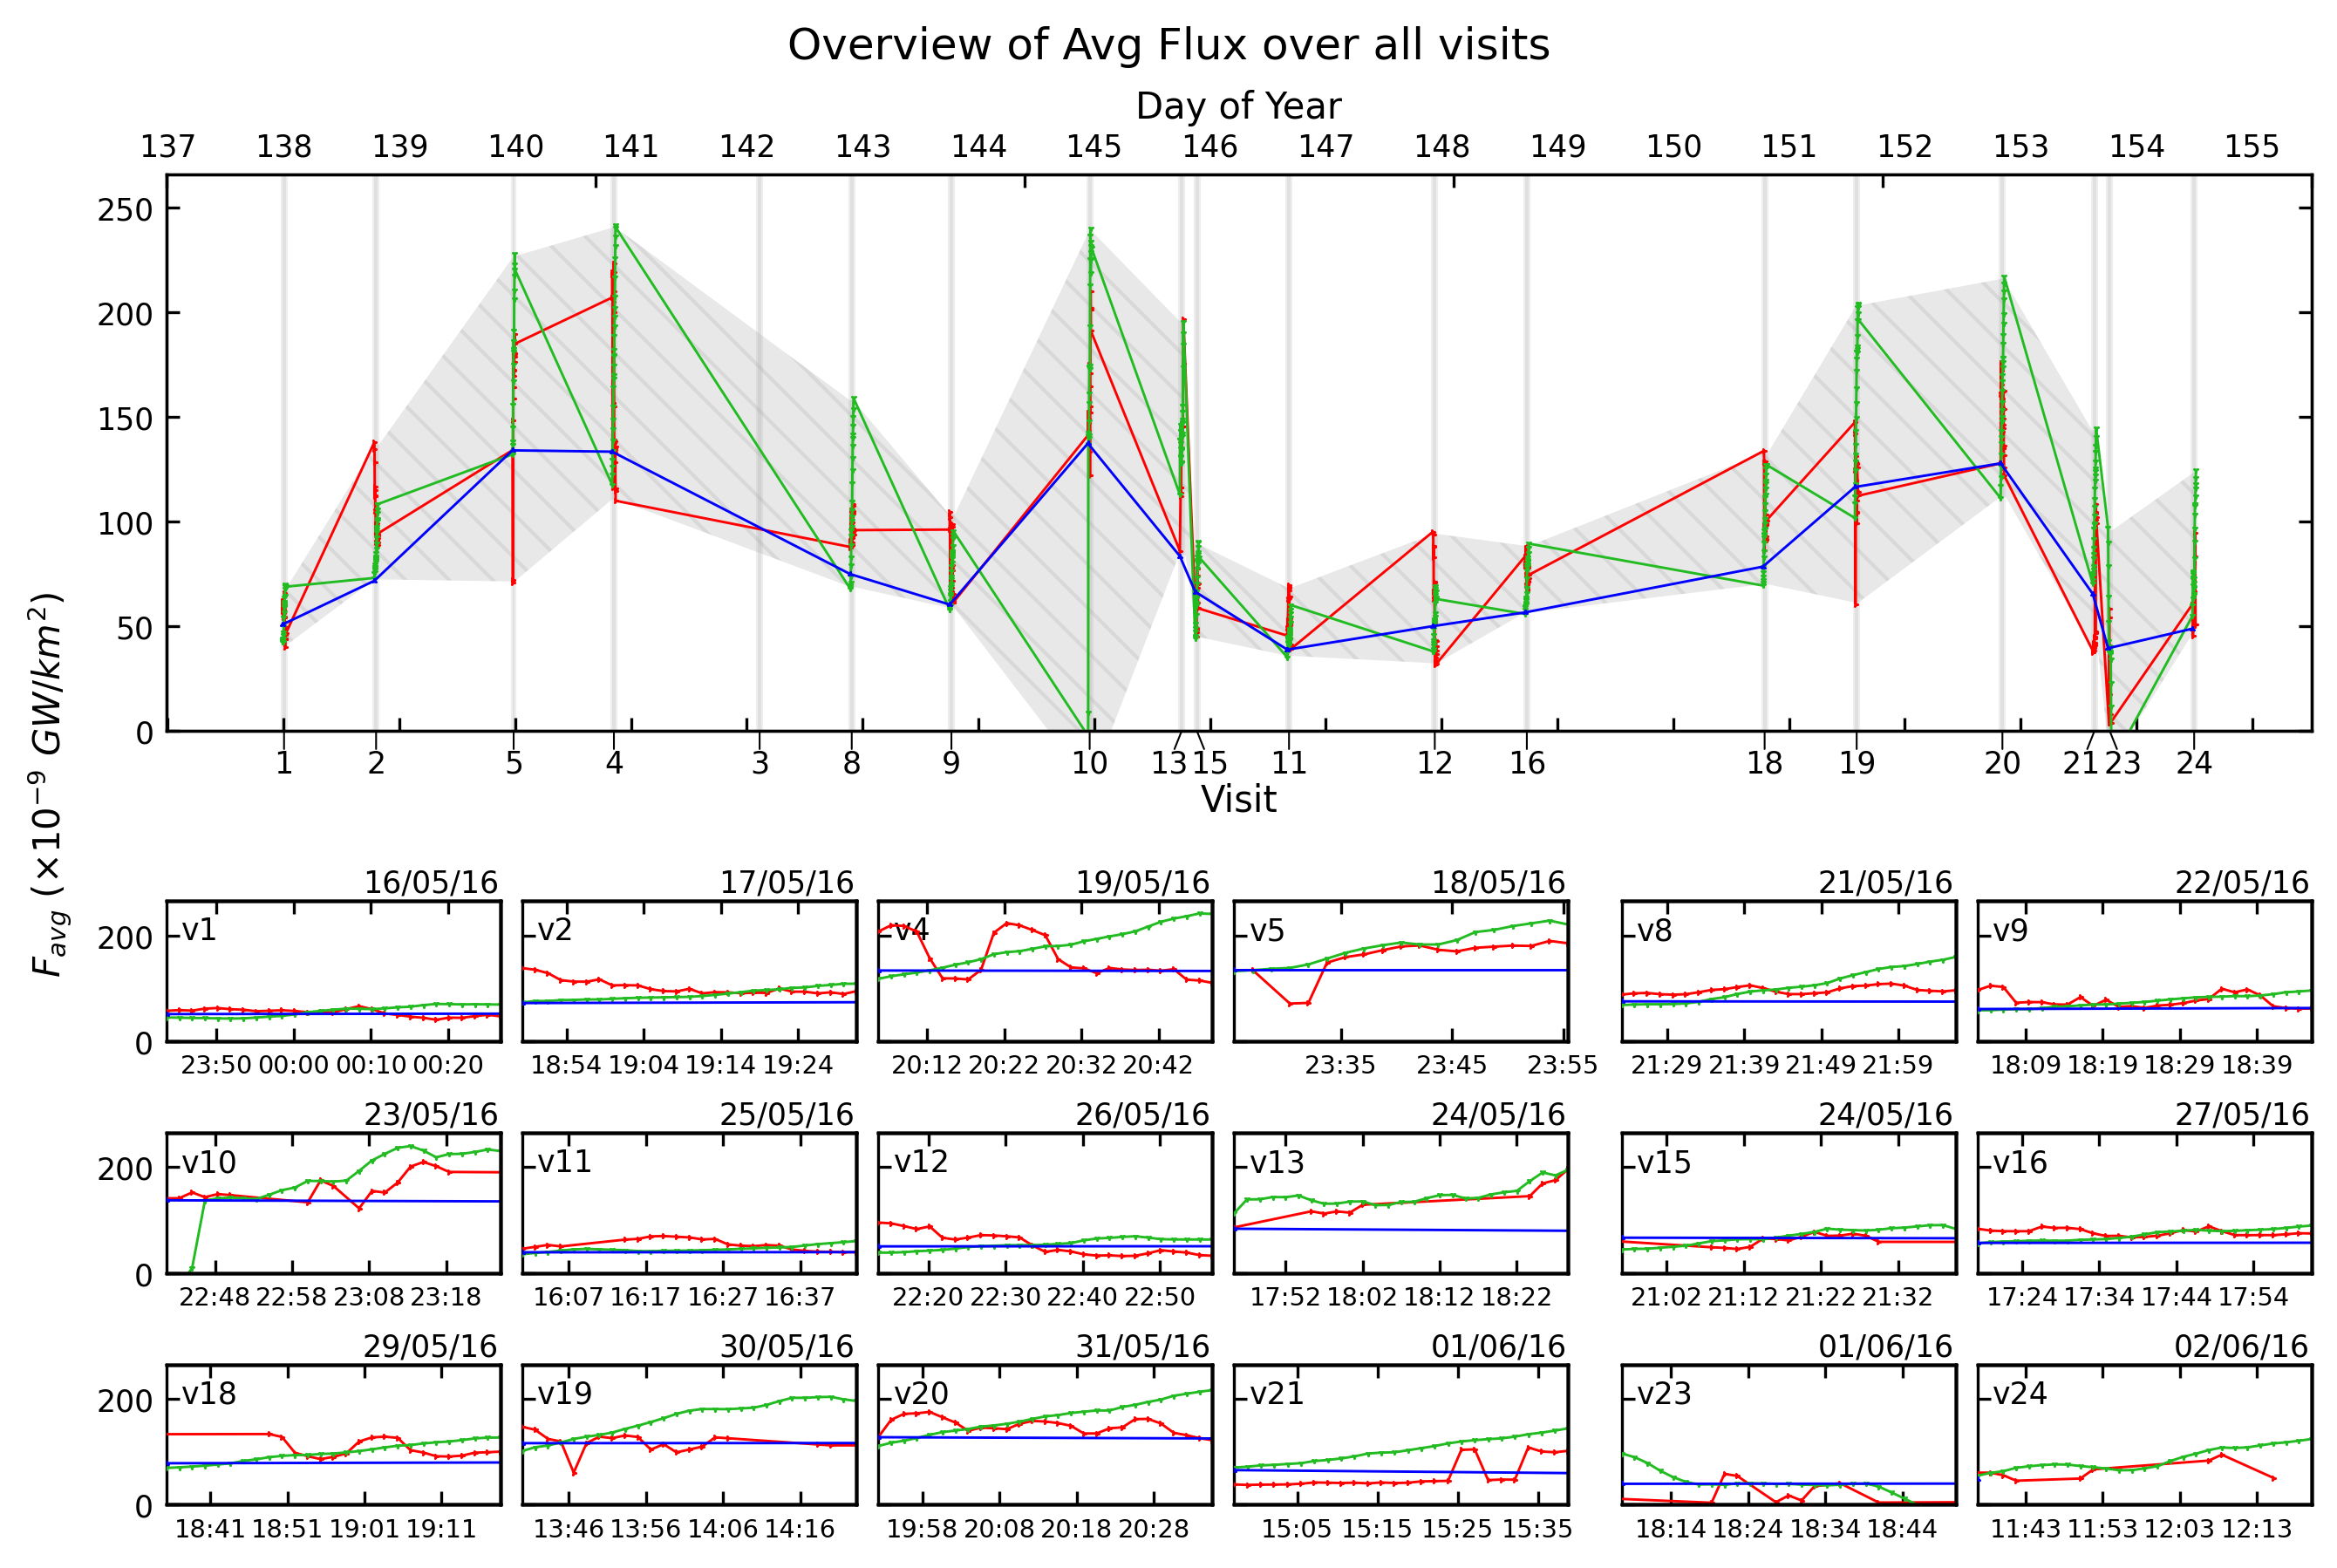 Overview of Avg Flux over all visits
Day of Year
137 138 139 140 141 142 143 144 145 146 147 148 149 150 151 152 153 154 155
250
200
150
100
50
0
1 2 5 4 3 8 9 10 13 15 11 12 16 18 19 20 21 23 24
Visit
F_avg (×10⁻⁹ GW/km²)
16/05/16 17/05/16 19/05/16 18/05/16 21/05/16 22/05/16
200 v1 v2 v4 v5 v8 v9
0
23:50 00:00 00:10 00:20 18:54 19:04 19:14 19:24 20:12 20:22 20:32 20:42 23:35 23:45 23:55 21:29 21:39 21:49 21:59 18:09 18:19 18:29 18:39
23/05/16 25/05/16 26/05/16 24/05/16 24/05/16 27/05/16
200 v10 v11 v12 v13 v15 v16
0
22:48 22:58 23:08 23:18 16:07 16:17 16:27 16:37 22:20 22:30 22:40 22:50 17:52 18:02 18:12 18:22 21:02 21:12 21:22 21:32 17:24 17:34 17:44 17:54
29/05/16 30/05/16 31/05/16 01/06/16 01/06/16 02/06/16
200 v18 v19 v20 v21 v23 v24
0
18:41 18:51 19:01 19:11 13:46 13:56 14:06 14:16 19:58 20:08 20:18 20:28 15:05 15:15 15:25 15:35 18:14 18:24 18:34 18:44 11:43 11:53 12:03 12:13